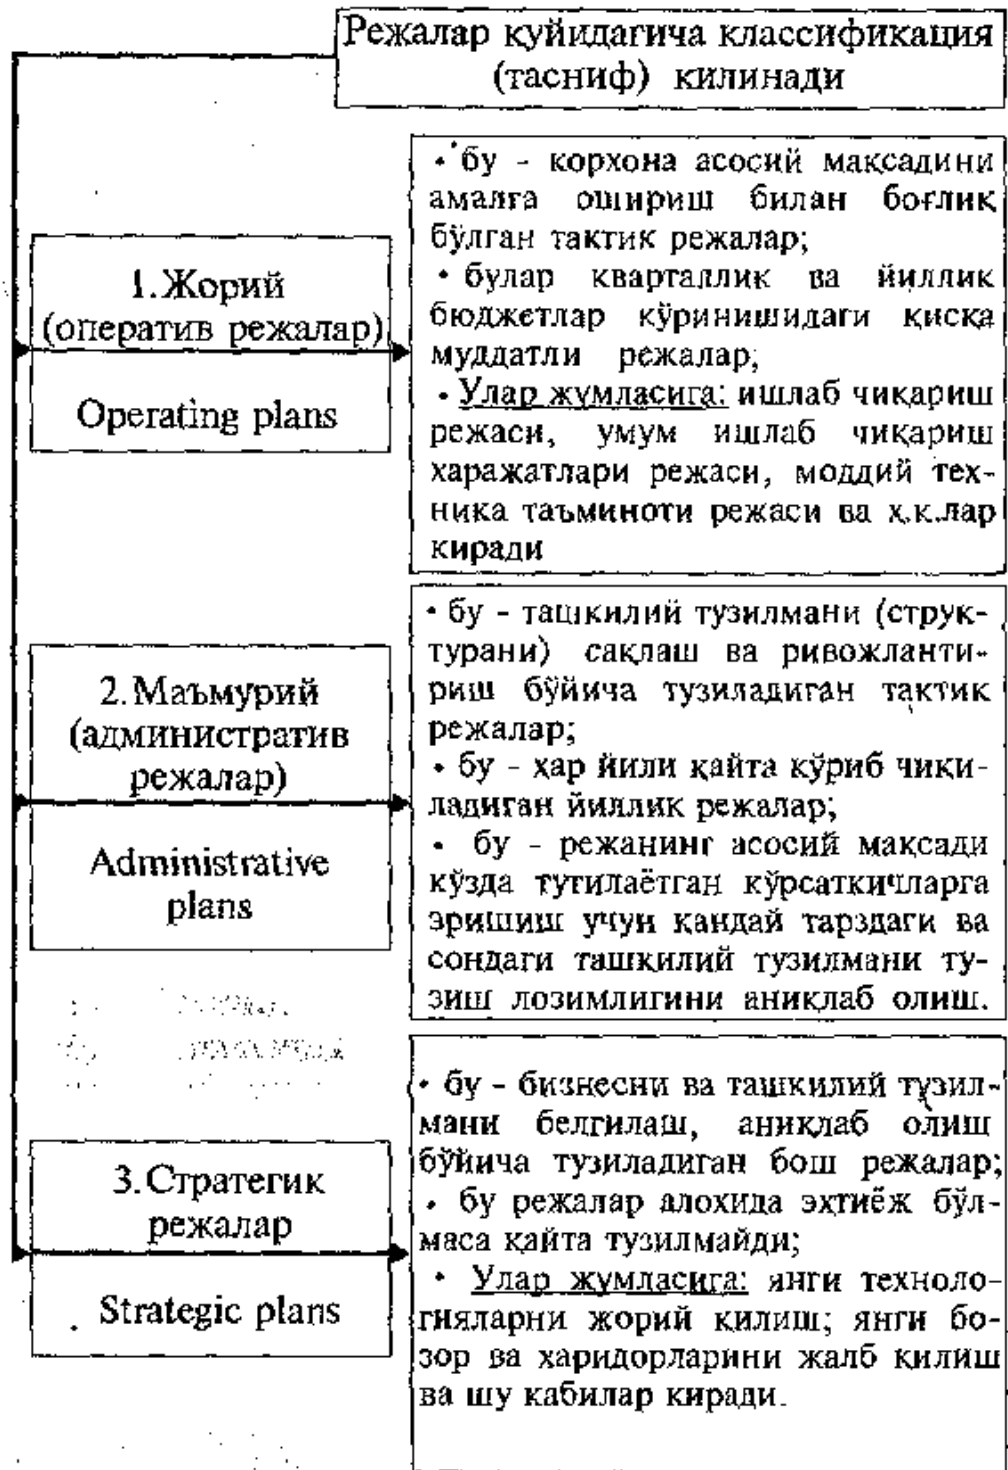 Режалар қуйидагича классификация
(тасниф) килинади
1. Жорий
(оператив режалар)
Operating plans
• бу - корхона асосий мақсадини
амалга ошириш билан боғлиқ
бўлган тактик режалар;
• булар кварталлик ва йиллик
бюджетлар кўринишидаги қисқа
муддатли режалар;
• Улар жумласига: ишлаб чиқариш
режаси, умум ишлаб чиқариш
харажатлари режаси, моддий тех-
ника таъминоти режаси ва ҳ.к.лар
киради
2. Маъмурий
(административ
режалар)
Administrative
plans
• бу - ташкилий тузилмани (струк-
турани) сақлаш ва ривожланти-
риш бўйича тузиладиган тактик
режалар;
• бу - ҳар йили қайта кўриб чиқи-
ладиган йиллик режалар;
• бу - режанинг асосий мақсади
кўзда тутилаётган кўрсаткичларга
эришиш учун қандай тарздаги ва
сондаги ташкилий тузилмани ту-
зиш лозимлигини аниқлаб олиш.
3. Стратегик
режалар
Strategic plans
• бу - бизнесни ва ташкилий тузил-
мани белгилаш, аниқлаб олиш
бўйича тузиладиган бош режалар;
• бу режалар алохида эҳтиёж бўл-
маса қайта тузилмайди;
• Улар жумласига: янги техноло-
гияларни жорий қилиш; янги бо-
зор ва харидорларини жалб қилиш
ва шу кабилар киради.